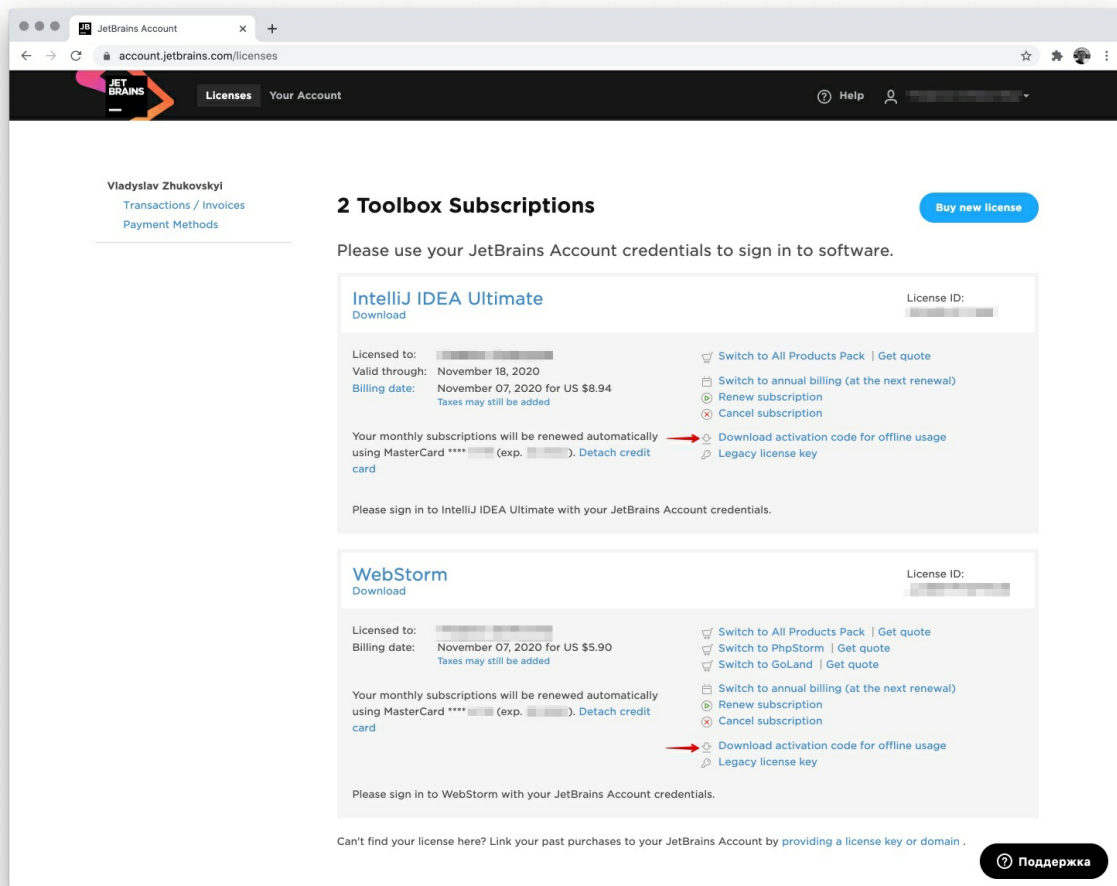 JB JetBrains Account
account.jetbrains.com/licenses
JET
BRAINS
Licenses Your Account
Help
Vladyslav Zhukovskyi
Transactions / Invoices
Payment Methods
2 Toolbox Subscriptions
Buy new license
Please use your JetBrains Account credentials to sign in to software.
IntelliJ IDEA Ultimate
Download
License ID:
Licensed to:
Valid through: November 18, 2020
Billing date: November 07, 2020 for US $8.94
Taxes may still be added
Your monthly subscriptions will be renewed automatically
using MasterCard **** (exp. ). Detach credit
card
Switch to All Products Pack | Get quote
Switch to annual billing (at the next renewal)
Renew subscription
Cancel subscription
Download activation code for offline usage
Legacy license key
Please sign in to IntelliJ IDEA Ultimate with your JetBrains Account credentials.
WebStorm
Download
License ID:
Licensed to:
Billing date: November 07, 2020 for US $5.90
Taxes may still be added
Your monthly subscriptions will be renewed automatically
using MasterCard **** (exp. ). Detach credit
card
Switch to All Products Pack | Get quote
Switch to PhpStorm | Get quote
Switch to GoLand | Get quote
Switch to annual billing (at the next renewal)
Renew subscription
Cancel subscription
Download activation code for offline usage
Legacy license key
Please sign in to WebStorm with your JetBrains Account credentials.
Can't find your license here? Link your past purchases to your JetBrains Account by providing a license key or domain .
Поддержка